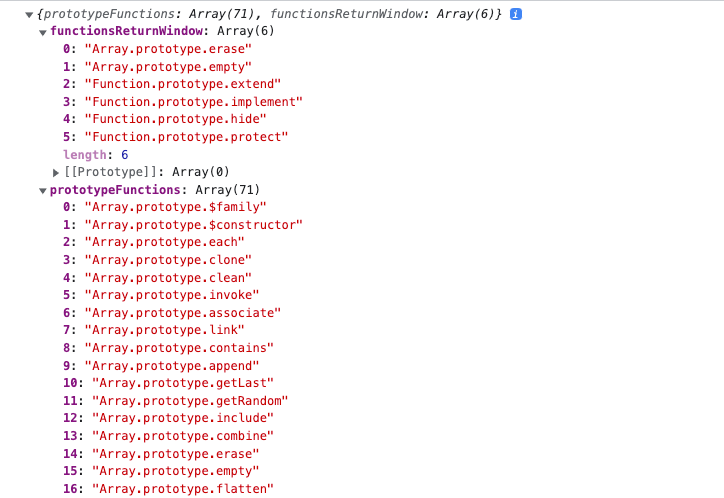 {prototypeFunctions: Array(71), functionsReturnWindow: Array(6)} i
functionsReturnWindow: Array(6)
0: "Array.prototype.erase"
1: "Array.prototype.empty"
2: "Function.prototype.extend"
3: "Function.prototype.implement"
4: "Function.prototype.hide"
5: "Function.prototype.protect"
length: 6
[[Prototype]]: Array(0)
prototypeFunctions: Array(71)
0: "Array.prototype.$family"
1: "Array.prototype.$constructor"
2: "Array.prototype.each"
3: "Array.prototype.clone"
4: "Array.prototype.clean"
5: "Array.prototype.invoke"
6: "Array.prototype.associate"
7: "Array.prototype.link"
8: "Array.prototype.contains"
9: "Array.prototype.append"
10: "Array.prototype.getLast"
11: "Array.prototype.getRandom"
12: "Array.prototype.include"
13: "Array.prototype.combine"
14: "Array.prototype.erase"
15: "Array.prototype.empty"
16: "Array.prototype.flatten"